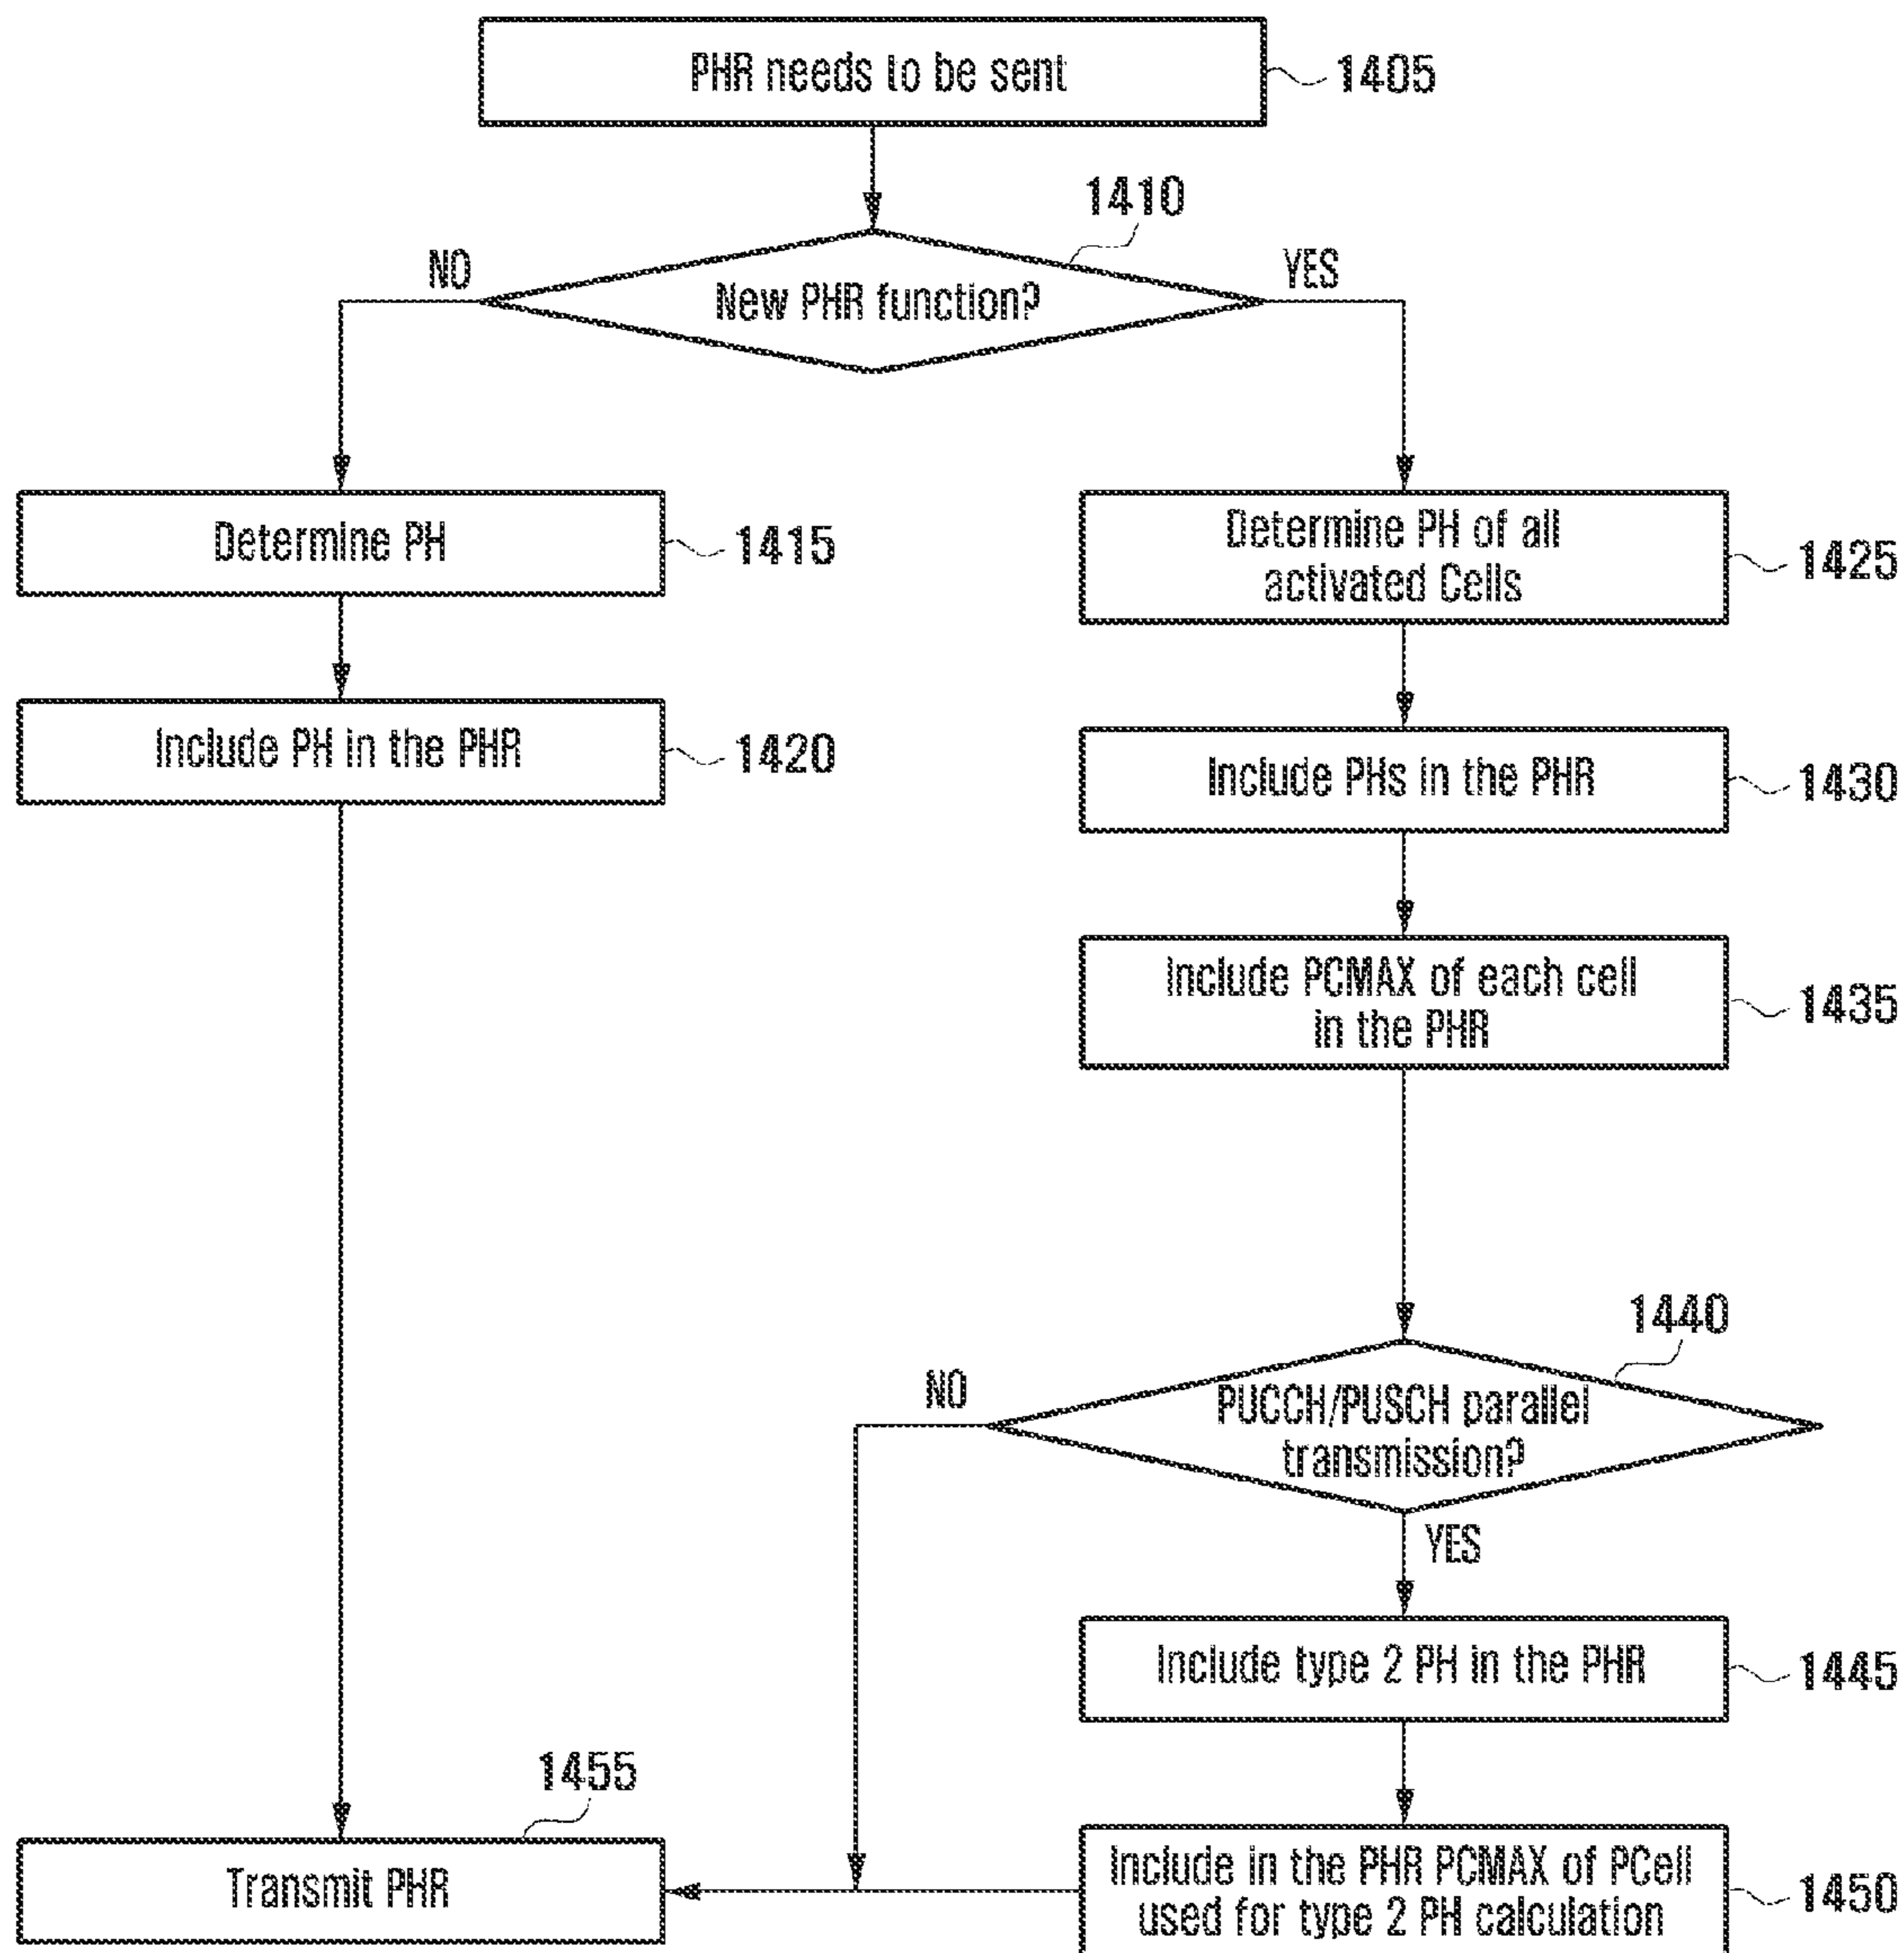 PHR needs to be sent
1405
1410
NO
YES
New PHR function?
Determine PH
1415
Include PH in the PHR
1420
Determine PH of all
activated Cells
1425
Include PHs in the PHR
1430
Include PCMAX of each cell
in the PHR
1435
1440
NO
PUCCH/PUSCH parallel
transmission?
YES
Include type 2 PH in the PHR
1445
Include in the PHR PCMAX of PCell
used for type 2 PH calculation
1450
1455
Transmit PHR